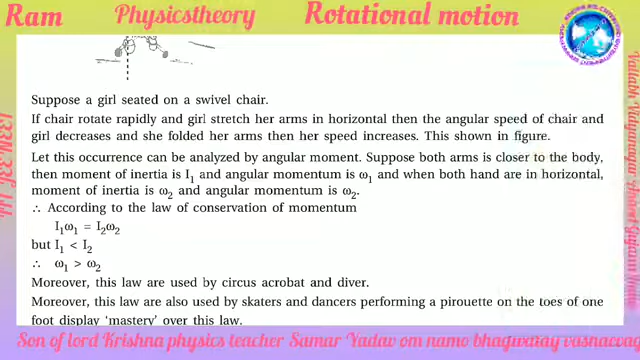 Ram
Physicstheory
Rotational motion
Suppose a girl seated on a swivel chair.
If chair rotate rapidly and girl stretch her arms in horizontal then the angular speed of chair and
girl decreases and she folded her arms then her speed increases. This shown in figure.
Let this occurrence can be analyzed by angular moment. Suppose both arms is closer to the body,
then moment of inertia is I₁ and angular momentum is ω₁ and when both hand are in horizontal,
moment of inertia is ω₂ and angular momentum is ω₂.
∴ According to the law of conservation of momentum
I₁ω₁ = I₂ω₂
but I₁ < I₂
∴ ω₁ > ω₂
Moreover, this law are used by circus acrobat and diver.
Moreover, this law are also used by skaters and dancers performing a pirouette on the toes of one
foot display 'mastery' over this law.
Son of lord Krishna physics teacher Samar Yadav om namo bhagwatay